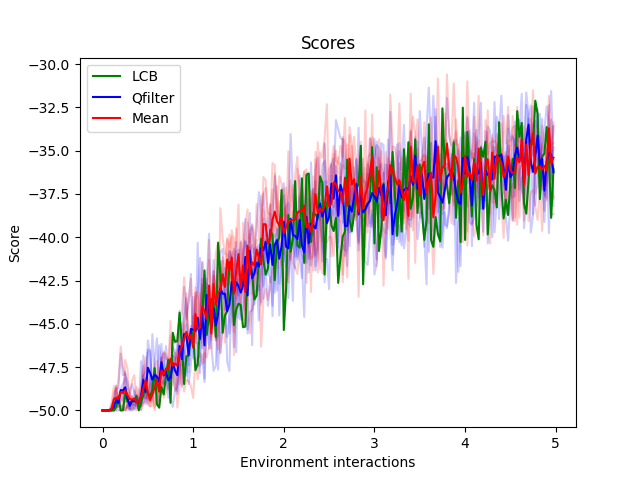 Scores
LCB
Qfilter
Mean
−30.0
−32.5
−35.0
−37.5
−40.0
−42.5
−45.0
−47.5
−50.0
Score
0 1 2 3 4 5
Environment interactions